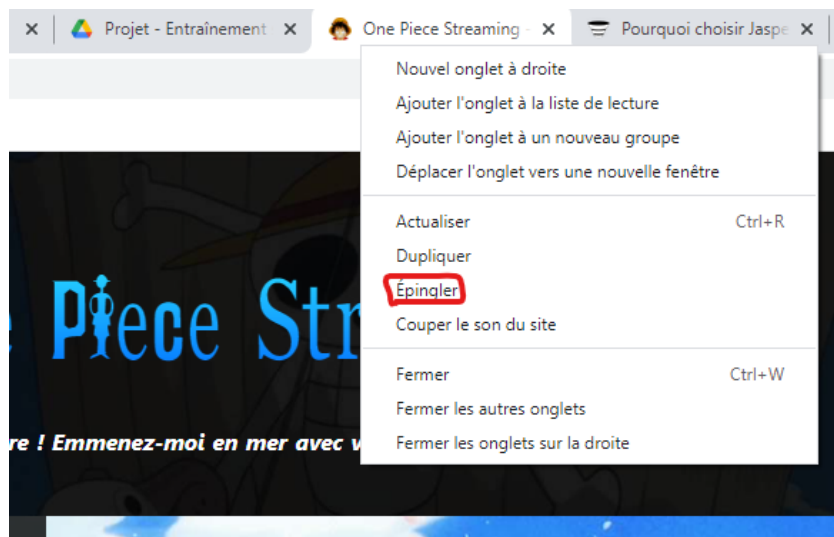 Projet - Entraînement
One Piece Streaming -
Pourquoi choisir Jaspe
Nouvel onglet à droite
Ajouter l'onglet à la liste de lecture
Ajouter l'onglet à un nouveau groupe
Déplacer l'onglet vers une nouvelle fenêtre
Actualiser Ctrl+R
Dupliquer
Épingler
Couper le son du site
Fermer Ctrl+W
Fermer les autres onglets
Fermer les onglets sur la droite
e Piece Str
re ! Emmenez-moi en mer avec v